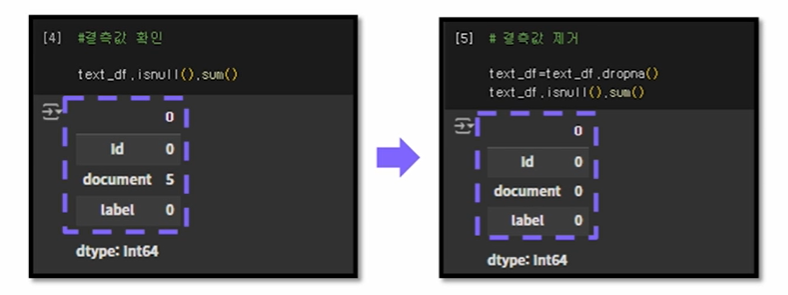 [4] #결측값 확인
text_df.isnull().sum()
0
Id 0
document 5
label 0
dtype: Int64
[5] # 결측값 제거
text_df=text_df.dropna()
text_df.isnull().sum()
0
Id 0
document 0
label 0
dtype: Int64